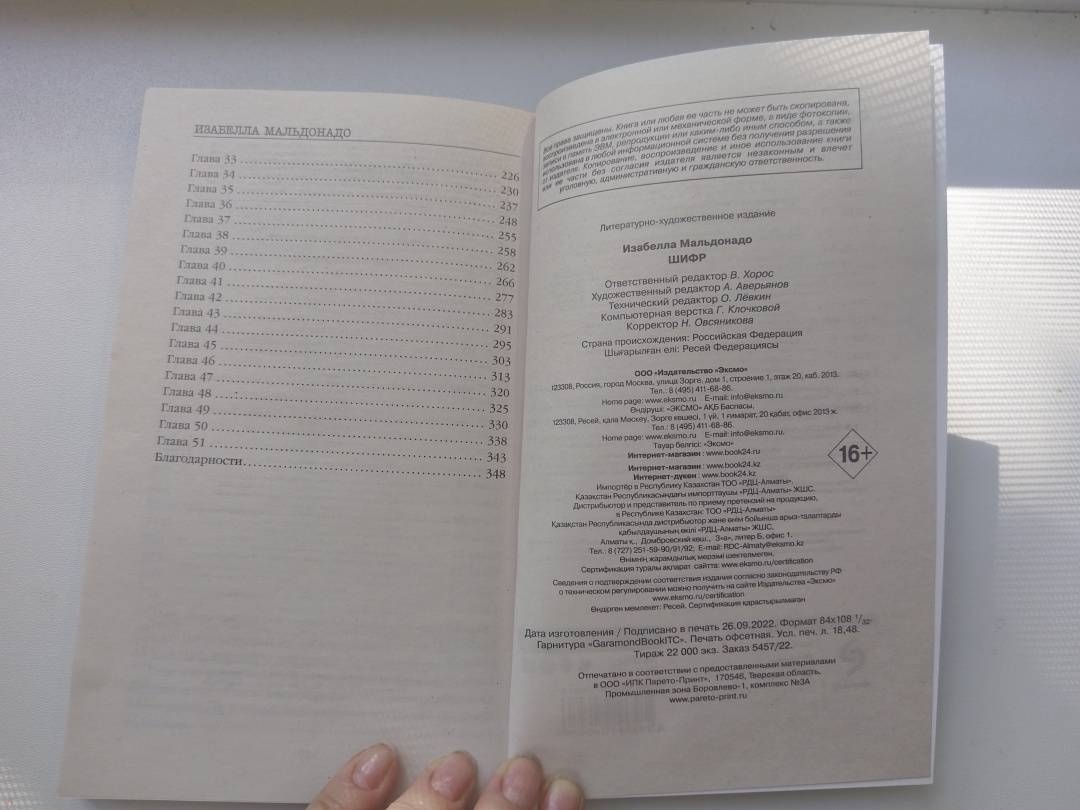 ИЗАБЕЛЛА МАЛЬДОНАДО
Глава 33 226
Глава 34 230
Глава 35 237
Глава 36 248
Глава 37 255
Глава 38 258
Глава 39 262
Глава 40 266
Глава 41 277
Глава 42 283
Глава 43 291
Глава 44 295
Глава 45 303
Глава 46 313
Глава 47 320
Глава 48 325
Глава 49 330
Глава 50 338
Глава 51 343
Благодарности 348
Все права защищены. Книга или любая ее часть не может быть скопирована,
воспроизведена в электронной или механической форме, в виде фотокопии,
записи в память ЭВМ, репродукции или каким-либо иным способом, а также
использована в любой информационной системе без получения разрешения
от издателя. Копирование, воспроизведение и иное использование книги
или ее части без согласия издателя является незаконным и влечет
уголовную, административную и гражданскую ответственность.
Литературно-художественное издание
Изабелла Мальдонадо
ШИФР
Ответственный редактор В. Хорос
Художественный редактор А. Аверьянов
Технический редактор О. Лёвкин
Компьютерная верстка Г. Клочковой
Корректор Н. Овсяникова
Страна происхождения: Российская Федерация
Шығарылған елі: Ресей Федерациясы
ООО «Издательство «Эксмо»
123308, Россия, город Москва, улица Зорге, дом 1, строение 1, этаж 20, каб. 2013.
Тел.: 8 (495) 411-68-86.
Home page: www.eksmo.ru E-mail: info@eksmo.ru
Өндіруші: «ЭКСМО» АҚБ Баспасы,
123308, Ресей, қала Мәскеу, Зорге көшесі, 1 үй, 1 ғимарат, 20 қабат, офис 2013 ж.
Тел.: 8 (495) 411-68-86.
Home page: www.eksmo.ru E-mail: info@eksmo.ru.
Тауар белгісі: «Эксмо»
Интернет-магазин : www.book24.ru
16+
Интернет-магазин : www.book24.kz
Интернет-дүкен : www.book24.kz
Импортёр в Республику Казахстан ТОО «РДЦ-Алматы».
Қазақстан Республикасындағы импорттаушы «РДЦ-Алматы» ЖШС.
Дистрибьютор и представитель по приему претензий на продукцию,
в Республике Казахстан: ТОО «РДЦ-Алматы»
Қазақстан Республикасында дистрибьютор және өнім бойынша арыз-талаптарды
қабылдаушының өкілі «РДЦ-Алматы» ЖШС,
Алматы қ., Домбровский көш., 3«а», литер Б, офис 1.
Тел.: 8 (727) 251-59-90/91/92; E-mail: RDC-Almaty@eksmo.kz
Өнімнің жарамдылық мерзімі шектелмеген.
Сертификация туралы ақпарат сайтта: www.eksmo.ru/certification
Сведения о подтверждении соответствия издания согласно законодательству РФ
о техническом регулировании можно получить на сайте Издательства «Эксмо»
www.eksmo.ru/certification
Өндірген мемлекет: Ресей. Сертификация қарастырылмаған
Дата изготовления / Подписано в печать 26.09.2022. Формат 84x108 1/32.
Гарнитура «GaramondBookITC». Печать офсетная. Усл. печ. л. 18,48.
Тираж 22 000 экз. Заказ 5457/22.
Отпечатано в соответствии с предоставленными материалами
в ООО «ИПК Парето-Принт», 170546, Тверская область,
Промышленная зона Боровлево-1, комплекс №3А
www.pareto-print.ru